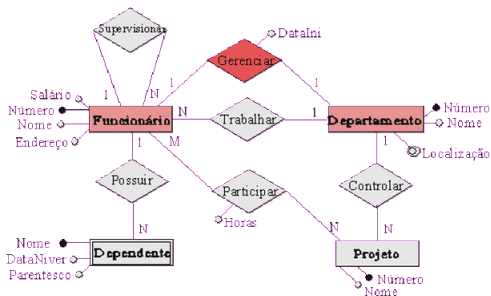 Supervisionar
DataIni
Gerenciar
Salário
1 N 1 1
Número
Funcionário
N
Trabalhar
1
Departamento
Número
Nome
Nome
Endereço
1
M
1
Localização
Possuir
Participar
Controlar
Horas
N
N
N
Nome
Dependente
Projeto
DataNiver
Parentesco
Número
Nome